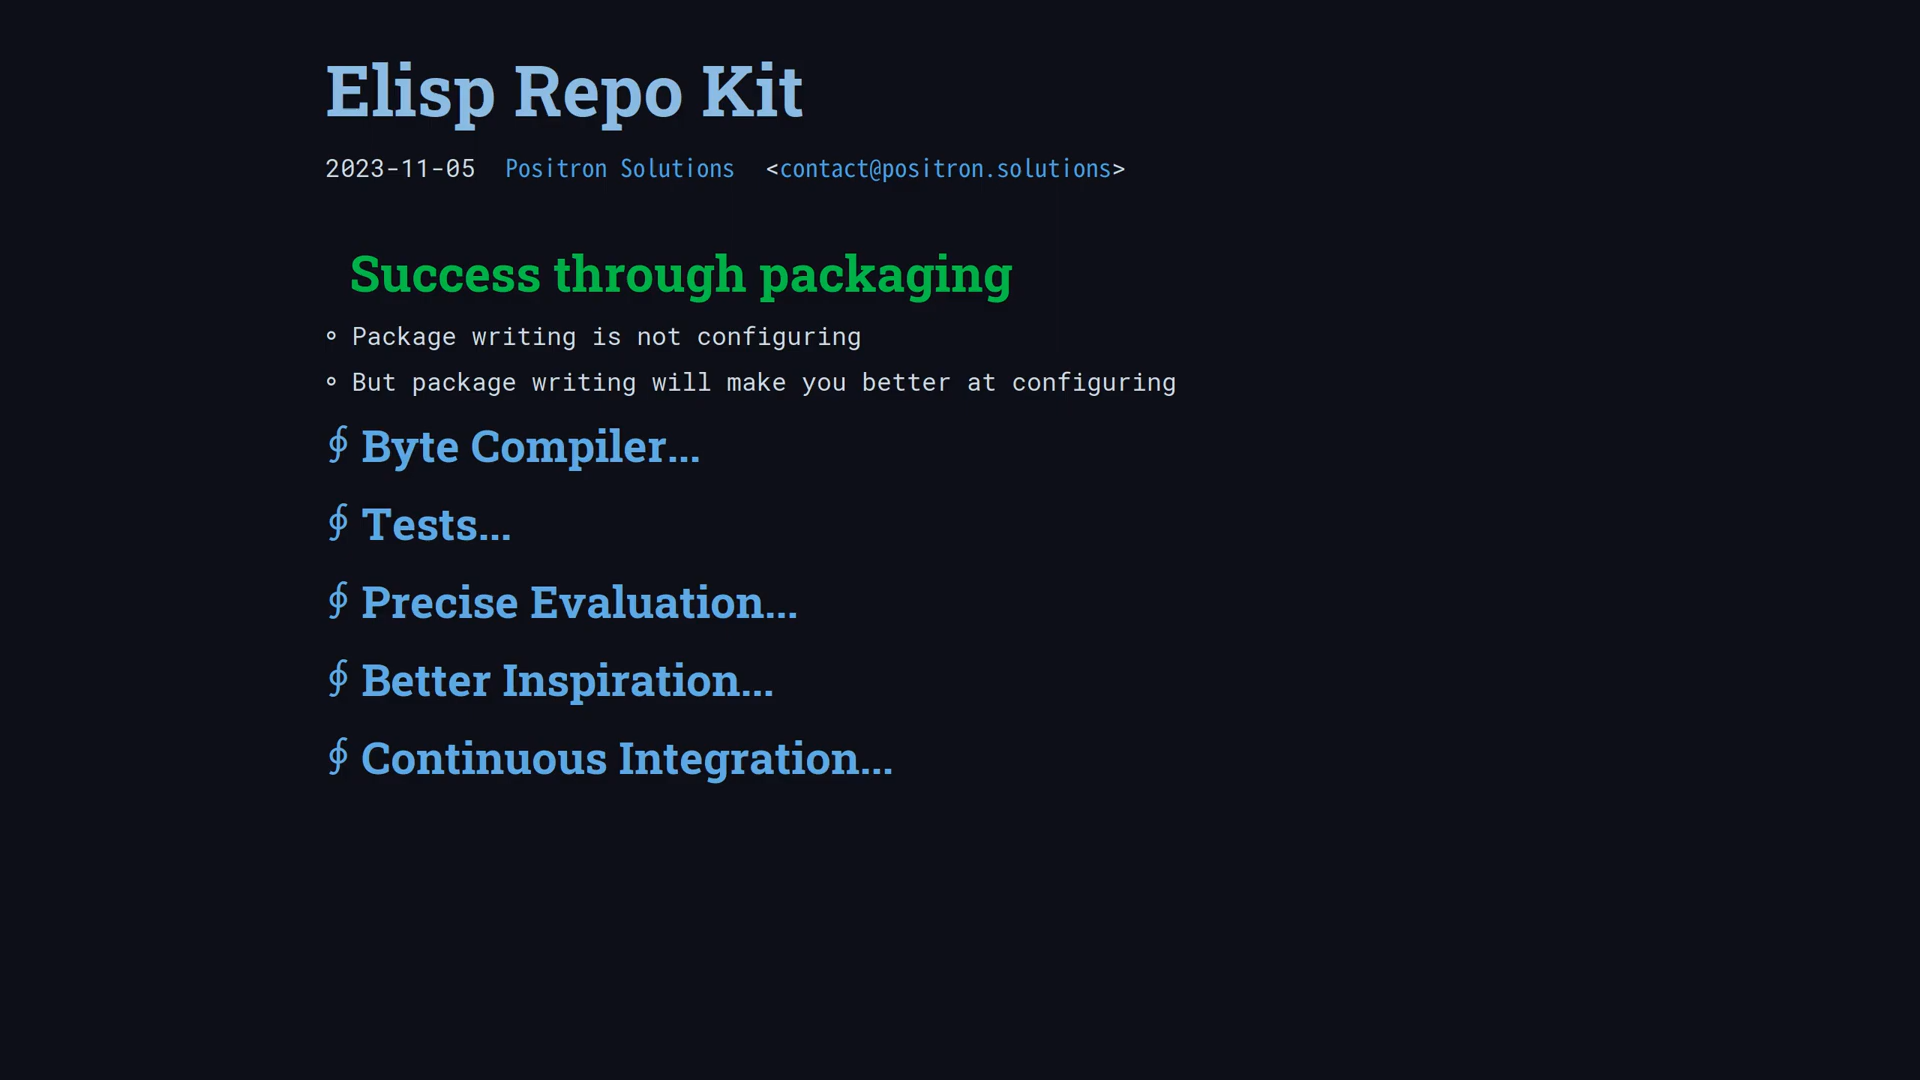 Elisp Repo Kit
2023-11-05 Positron Solutions <contact@positron.solutions>
Success through packaging
∘ Package writing is not configuring
∘ But package writing will make you better at configuring
∮ Byte Compiler...
∮ Tests...
∮ Precise Evaluation...
∮ Better Inspiration...
∮ Continuous Integration...